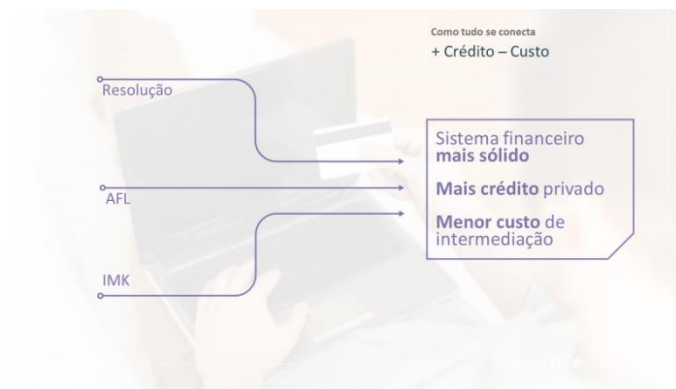 Como tudo se conecta
+ Crédito – Custo
Resolução
AFL
IMK
Sistema financeiro
mais sólido
Mais crédito privado
Menor custo de
intermediação